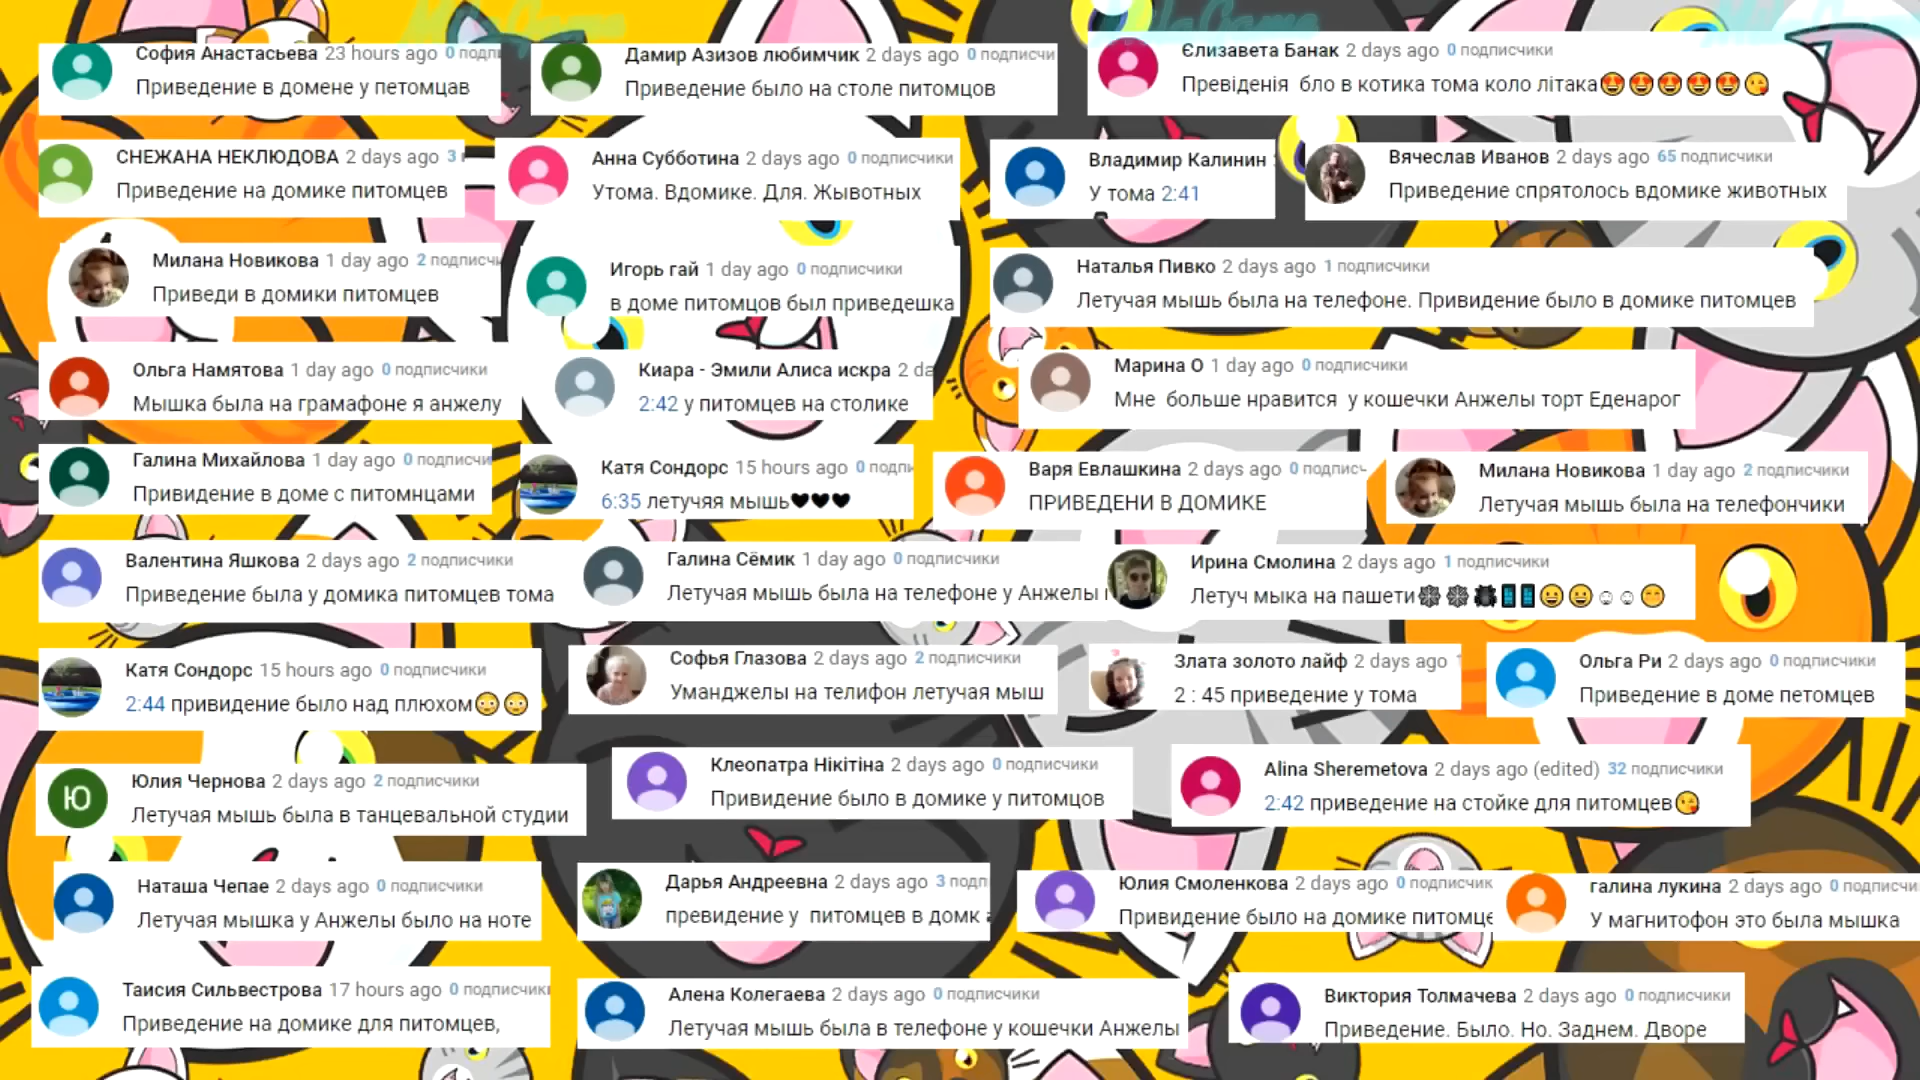 София Анастасьева 23 hours ago 0
Приведение в домене у петомцав
Дамир Азизов любимчик 2 days ago 0 подписчи
Приведение было на столе питомцов
Єлизавета Банак 2 days ago 0 подписчики
Превіденія бло в котика тома коло літака😍😍😍😍😍😘
СНЕЖАНА НЕКЛЮДОВА 2 days ago 3
Приведение на домике питомцев
Анна Субботина 2 days ago 0 подписчики
Утома. Вдомике. Для. Жывотных
Владимир Калинин
У тома 2:41
Вячеслав Иванов 2 days ago 65 подписчики
Приведение спрятолось вдомике животных
Милана Новикова 1 day ago 2 подписчи
Приведи в домики питомцев
Игорь гай 1 day ago 0 подписчики
в доме питомцов был приведешка
Наталья Пивко 2 days ago 1 подписчики
Летучая мышь была на телефоне. Привидение было в домике питомцев
Ольга Намятова 1 day ago 0 подписчики
Мышка была на грамафоне я анжелу
Киара - Эмили Алиса искра 2 da
2:42 у питомцев на столике
Марина О 1 day ago 0 подписчики
Мне больше нравится у кошечки Анжелы торт Еденарог
Галина Михайлова 1 day ago 0 подписчи
Привидение в доме с питомнцами
Катя Сондорс 15 hours ago 0 подпи
6:35 летучяя мышь🖤🖤🖤
Варя Евлашкина 2 days ago 0 подпис
ПРИВЕДЕНИ В ДОМИКЕ
Милана Новикова 1 day ago 2 подписчики
Летучая мышь была на телефончики
Валентина Яшкова 2 days ago 2 подписчики
Приведение была у домика питомцев тома
Галина Сёмик 1 day ago 0 подписчики
Летучая мышь была на телефоне у Анжелы
Ирина Смолина 2 days ago 1 подписчики
Летуч мыка на пашети🕸🕸🕷📱📱😀😀☺☺😊
Катя Сондорс 15 hours ago 0 подписчики
2:44 привидение было над плюхом😳😳
Софья Глазова 2 days ago 2 подписчики
Уманджелы на телифон летучая мыш
Злата золото лайф 2 days ago
2 : 45 приведение у тома
Ольга Ри 2 days ago 0 подписчики
Приведение в доме петомцев
Ю
Юлия Чернова 2 days ago 2 подписчики
Летучая мышь была в танцевальной студии
Клеопатра Нікітіна 2 days ago 0 подписчики
Привидение было в домике у питомцов
Alina Sheremetova 2 days ago (edited) 32 подписчики
2:42 приведение на стойке для питомцев😘
Наташа Чепае 2 days ago 0 подписчики
Летучая мышка у Анжелы было на ноте
Дарья Андреевна 2 days ago 3 подп
превидение у питомцев в домк
Юлия Смоленкова 2 days ago 0 подписчик
Привидение было на домике питомце
галина лукина 2 days ago 0 подписчи
У магнитофон это была мышка
Таисия Сильвестрова 17 hours ago 0 подписчик
Приведение на домике для питомцев,
Алена Колегаева 2 days ago 0 подписчики
Летучая мышь была в телефоне у кошечки Анжелы
Виктория Толмачева 2 days ago 0 подписчики
Приведение. Было. Но. Заднем. Дворе